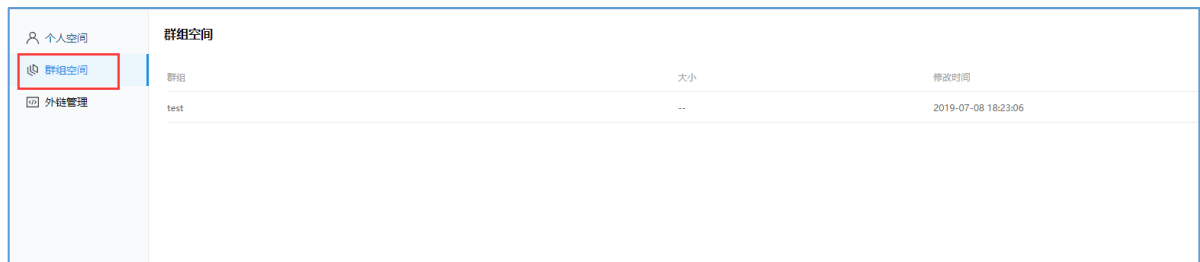 个人空间
群组空间
外链管理
群组空间
群组 大小 修改时间
test -- 2019-07-08 18:23:06